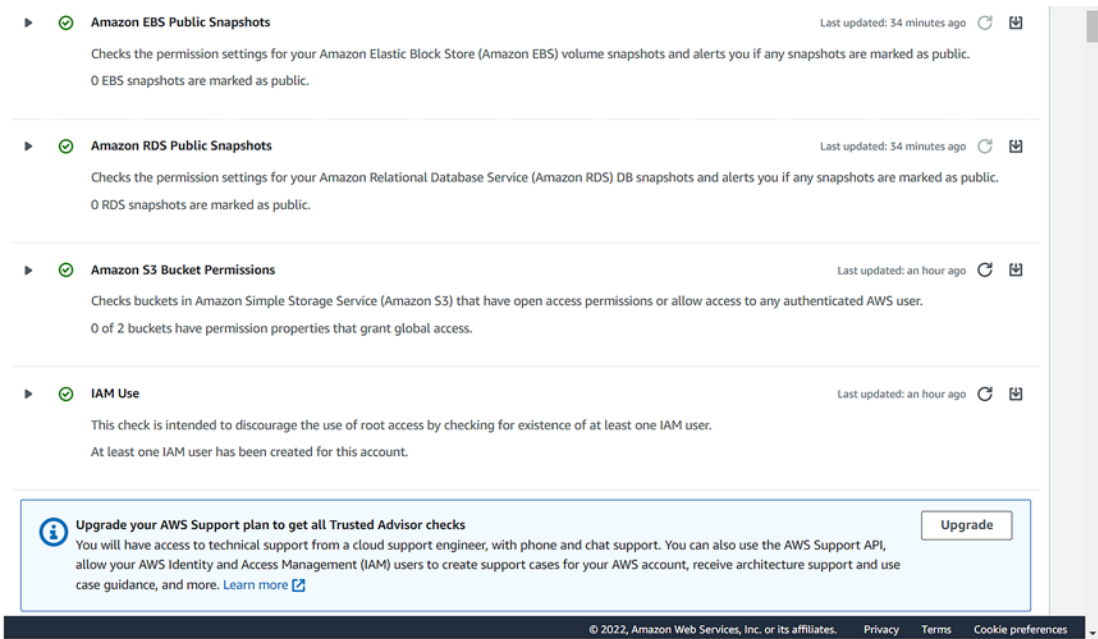 Amazon EBS Public Snapshots Last updated: 34 minutes ago
Checks the permission settings for your Amazon Elastic Block Store (Amazon EBS) volume snapshots and alerts you if any snapshots are marked as public.
0 EBS snapshots are marked as public.
Amazon RDS Public Snapshots Last updated: 34 minutes ago
Checks the permission settings for your Amazon Relational Database Service (Amazon RDS) DB snapshots and alerts you if any snapshots are marked as public.
0 RDS snapshots are marked as public.
Amazon S3 Bucket Permissions Last updated: an hour ago
Checks buckets in Amazon Simple Storage Service (Amazon S3) that have open access permissions or allow access to any authenticated AWS user.
0 of 2 buckets have permission properties that grant global access.
IAM Use Last updated: an hour ago
This check is intended to discourage the use of root access by checking for existence of at least one IAM user.
At least one IAM user has been created for this account.
Upgrade your AWS Support plan to get all Trusted Advisor checks Upgrade
You will have access to technical support from a cloud support engineer, with phone and chat support. You can also use the AWS Support API,
allow your AWS Identity and Access Management (IAM) users to create support cases for your AWS account, receive architecture support and use
case guidance, and more. Learn more
© 2022, Amazon Web Services, Inc. or its affiliates. Privacy Terms Cookie preferences